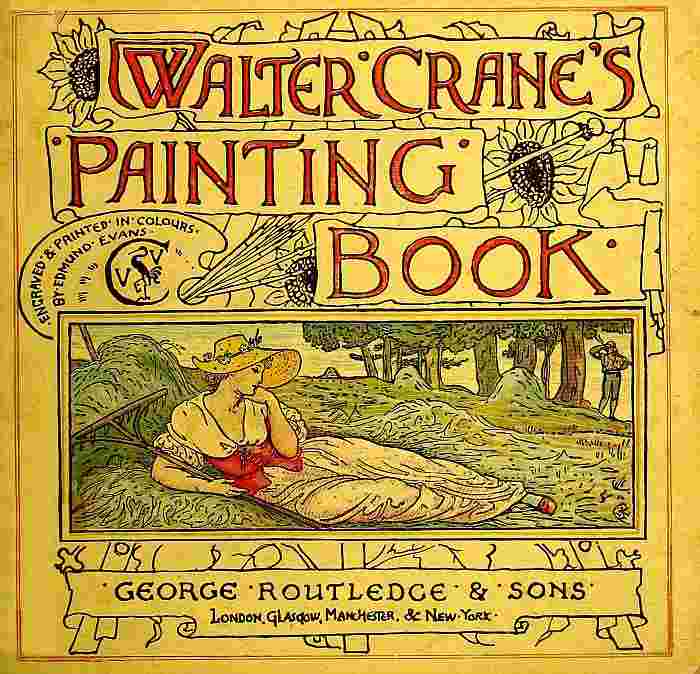 WALTER·CRANE'S
·PAINTING·
BOOK·
ENGRAVED·&·PRINTED·IN·COLOURS·
BY·EDMUND·EVANS·
·GEORGE·ROUTLEDGE·&·SONS·
LONDON, GLASGOW, MANCHESTER, &c NEW·YORK·